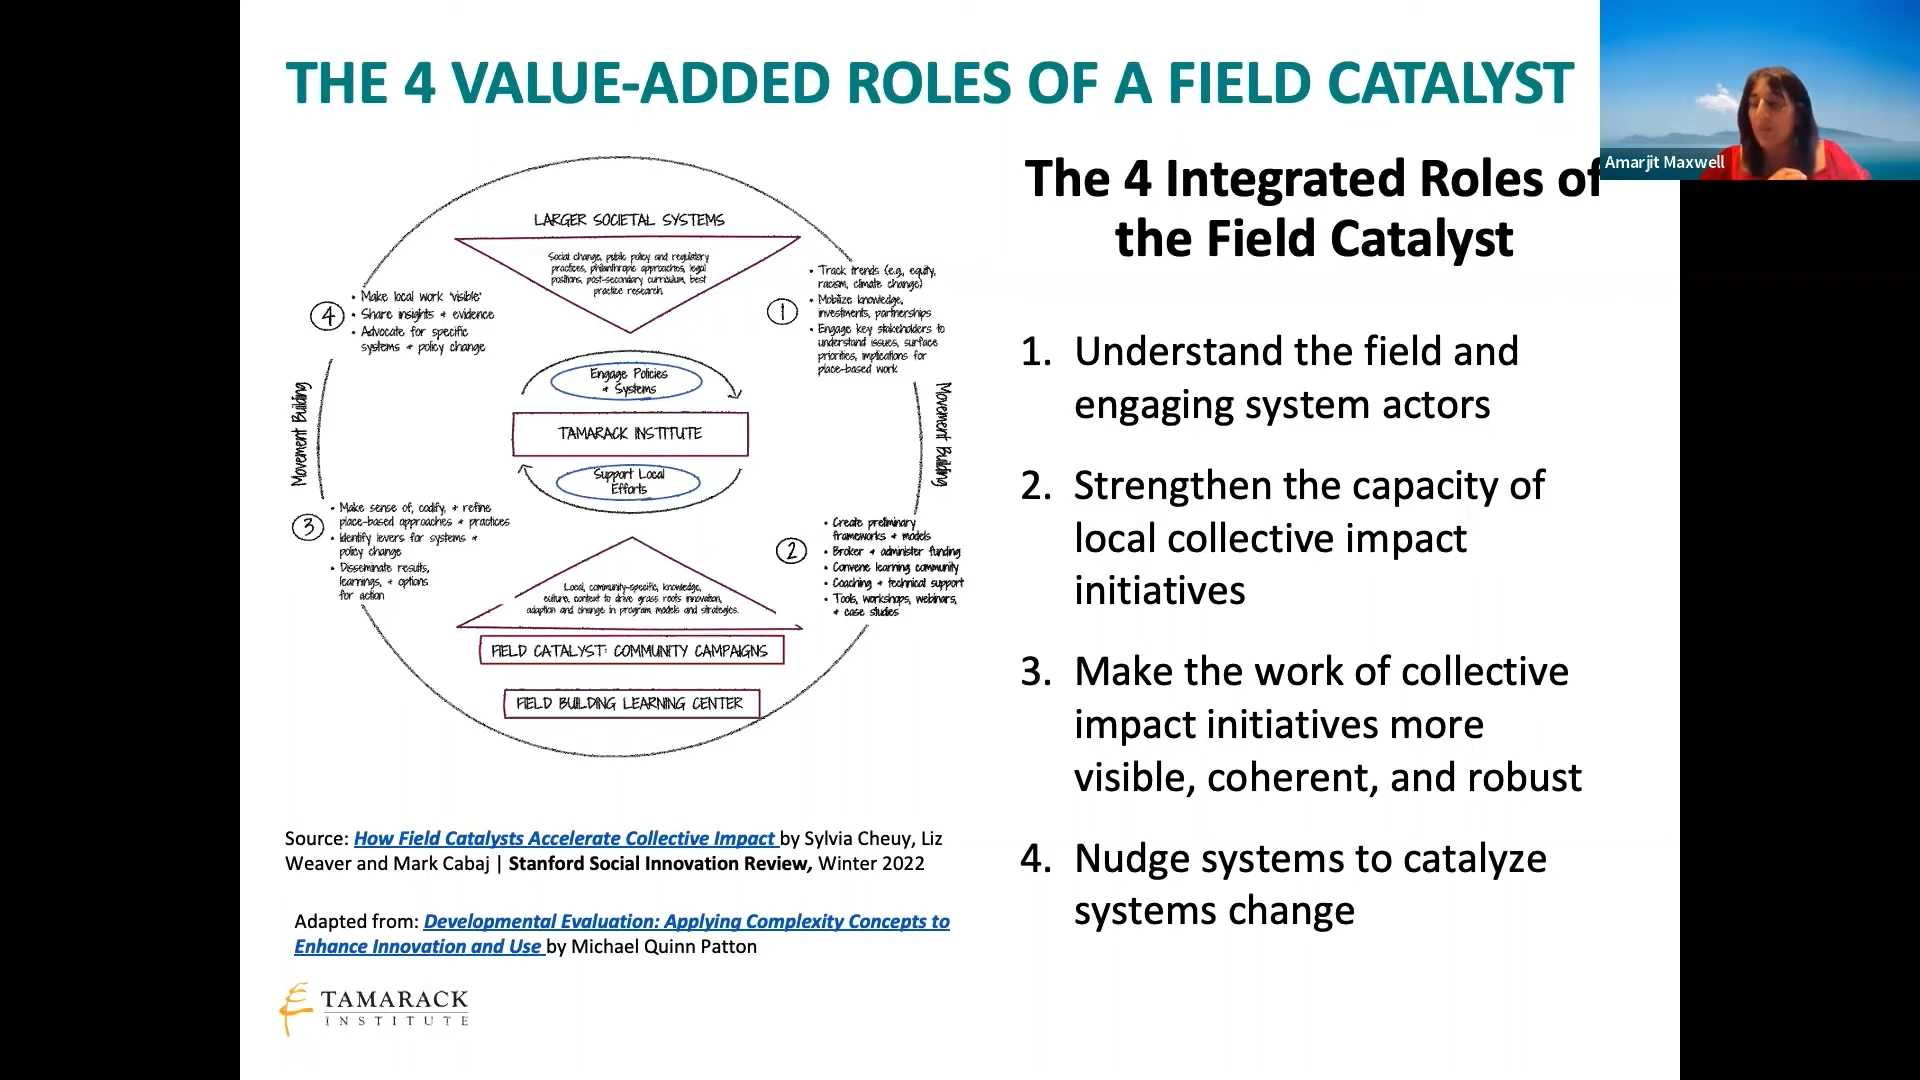 THE 4 VALUE-ADDED ROLES OF A FIELD CATALYST
Amarjit Maxwell
LARGER SOCIETAL SYSTEMS
Social change, public policy and regulatory
practices, philanthropic approaches, legal
positions, post-secondary curriculum, best
practice research.
4
• Make local work 'visible'
• Share insights + evidence
• Advocate for specific
systems + policy change
1
• Track trends (e.g., equity,
racism, climate change)
• Mobilize knowledge,
investments, partnerships
• Engage key stakeholders to
understand issues, surface
priorities, implications for
place-based work
Engage Policies
+ Systems
TAMARACK INSTITUTE
Support Local
Efforts
Movement Building
Movement Building
3
• Make sense of, codify, + refine
place-based approaches + practices
• Identify levers for systems +
policy change
• Disseminate results,
learnings, + options
for action
2
• Create preliminary
frameworks + models
• Broker + administer funding
• Convene learning community
• Coaching + technical support
• Tools, workshops, webinars,
+ case studies
Local, community-specific, knowledge,
culture, context to drive grass roots innovation,
adaption and change in program models and strategies.
FIELD CATALYST: COMMUNITY CAMPAIGNS
FIELD BUILDING LEARNING CENTER
Source: How Field Catalysts Accelerate Collective Impact by Sylvia Cheuy, Liz
Weaver and Mark Cabaj | Stanford Social Innovation Review, Winter 2022
Adapted from: Developmental Evaluation: Applying Complexity Concepts to
Enhance Innovation and Use by Michael Quinn Patton
TAMARACK
INSTITUTE
The 4 Integrated Roles of
the Field Catalyst
1. Understand the field and
engaging system actors
2. Strengthen the capacity of
local collective impact
initiatives
3. Make the work of collective
impact initiatives more
visible, coherent, and robust
4. Nudge systems to catalyze
systems change